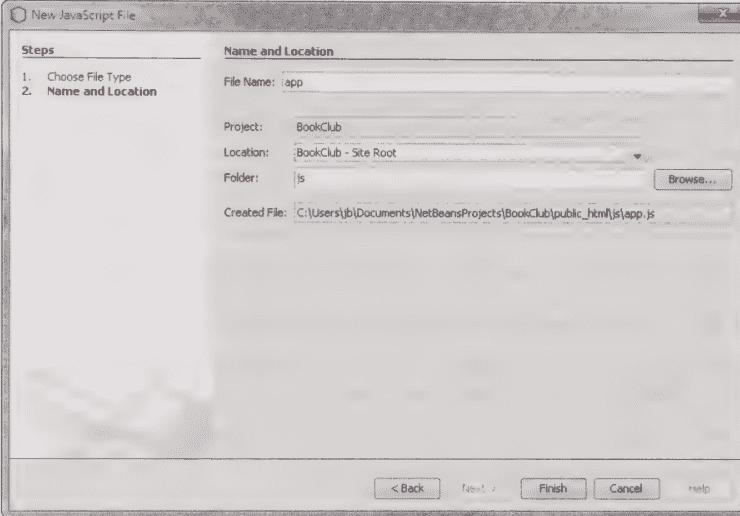 New JavaScript File
Steps
1. Choose File Type
2. Name and Location
Name and Location
File Name: app
Project: BookClub
Location: BookClub - Site Root
Folder: js
Browse...
Created File: C:\Users\jb\Documents\NetBeansProjects\BookClub\public_html\js\app.js
< Back
Next >
Finish
Cancel
Help